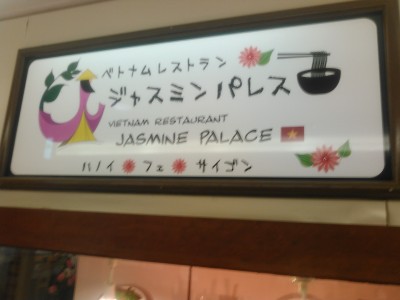 ベトナムレストラン
ジャスミンパレス
VIETNAM RESTAURANT
JASMINE PALACE
ハノイ フェ サイゴン